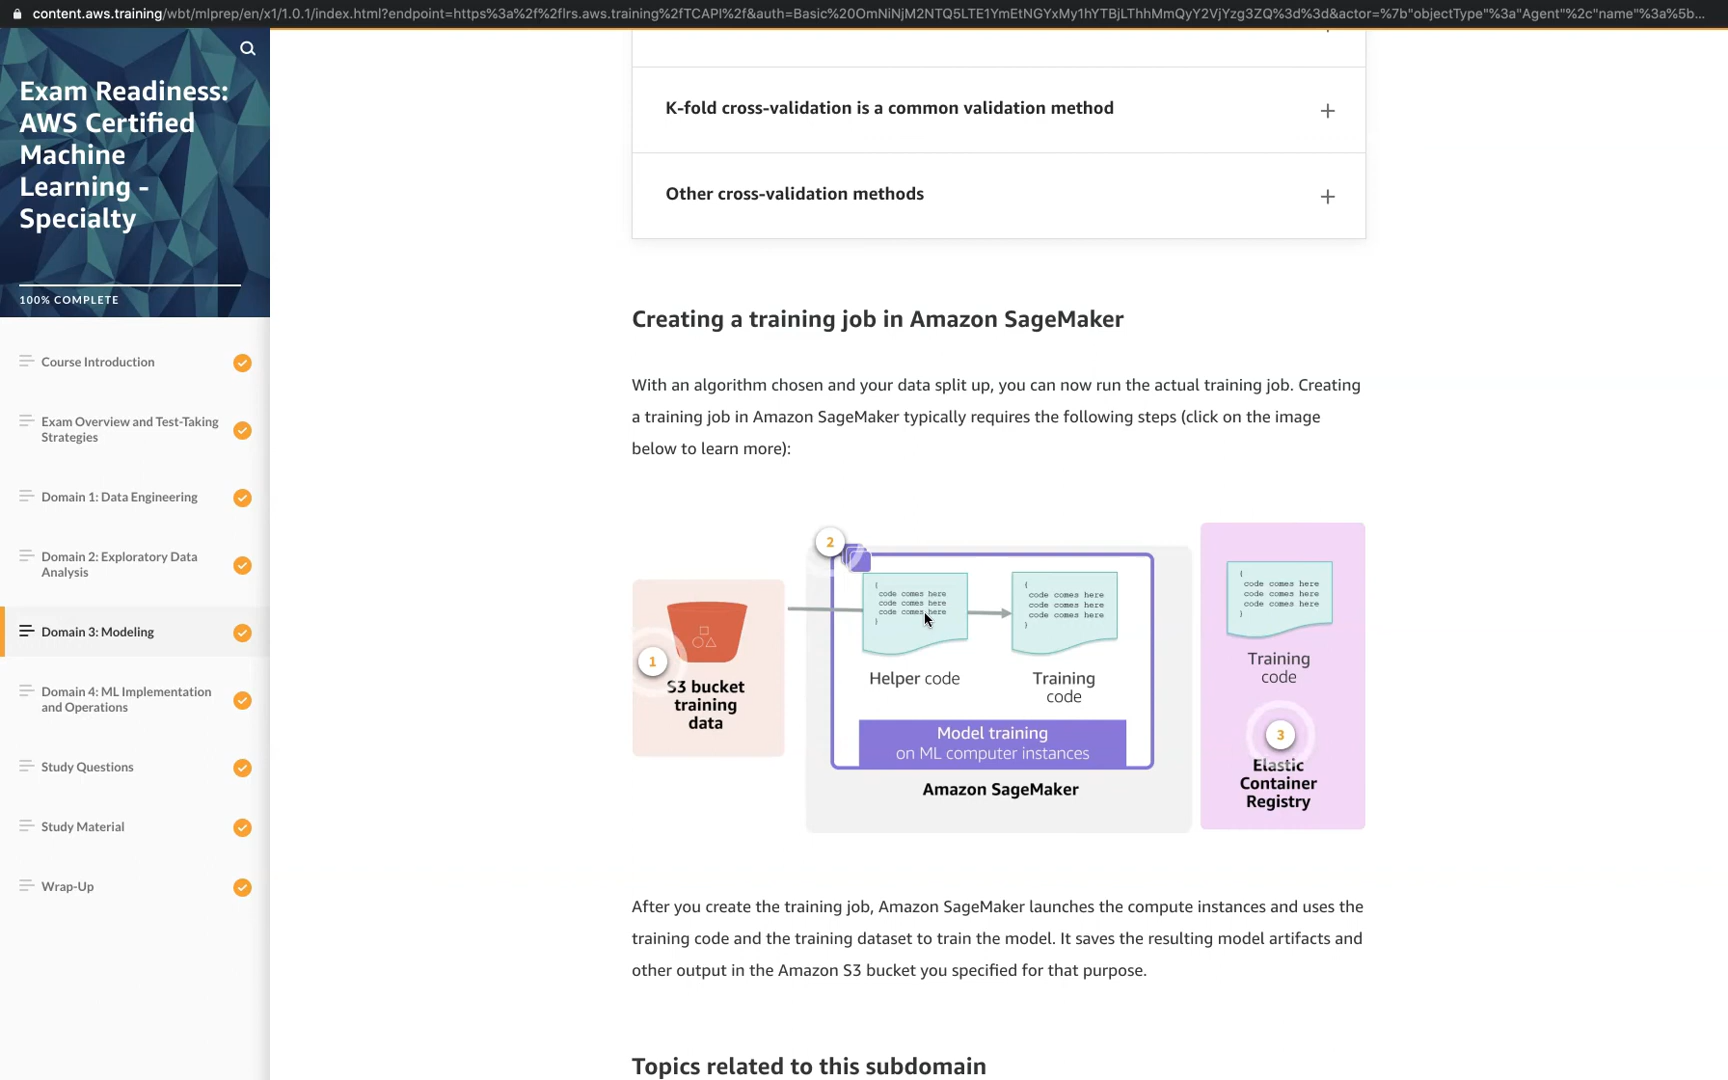 content.aws.training/wbt/mlprep/en/x1/1.0.1/index.html?endpoint=https%3a%2f%2flrs.aws.training%2fTCAPI%2f&auth=Basic%20OmNiNjM2NTQ5LTE1YmEtNGYxMy1hYTBjLThhMmQyY2VjYzg3ZQ%3d%3d&actor=%7b"objectType"%3a"Agent"%2c"name"%3a%5b...
Exam Readiness:
AWS Certified
Machine
Learning -
Specialty
100% COMPLETE
Course Introduction
Exam Overview and Test-Taking
Strategies
Domain 1: Data Engineering
Domain 2: Exploratory Data
Analysis
Domain 3: Modeling
Domain 4: ML Implementation
and Operations
Study Questions
Study Material
Wrap-Up
K-fold cross-validation is a common validation method
Other cross-validation methods
Creating a training job in Amazon SageMaker
With an algorithm chosen and your data split up, you can now run the actual training job. Creating
a training job in Amazon SageMaker typically requires the following steps (click on the image
below to learn more):
1
S3 bucket
training
data
2
{
code comes here
code comes here
code comes here
}
Helper code
{
code comes here
code comes here
code comes here
}
Training
code
Model training
on ML computer instances
Amazon SageMaker
{
code comes here
code comes here
code comes here
}
Training
code
3
Elastic
Container
Registry
After you create the training job, Amazon SageMaker launches the compute instances and uses the
training code and the training dataset to train the model. It saves the resulting model artifacts and
other output in the Amazon S3 bucket you specified for that purpose.
Topics related to this subdomain